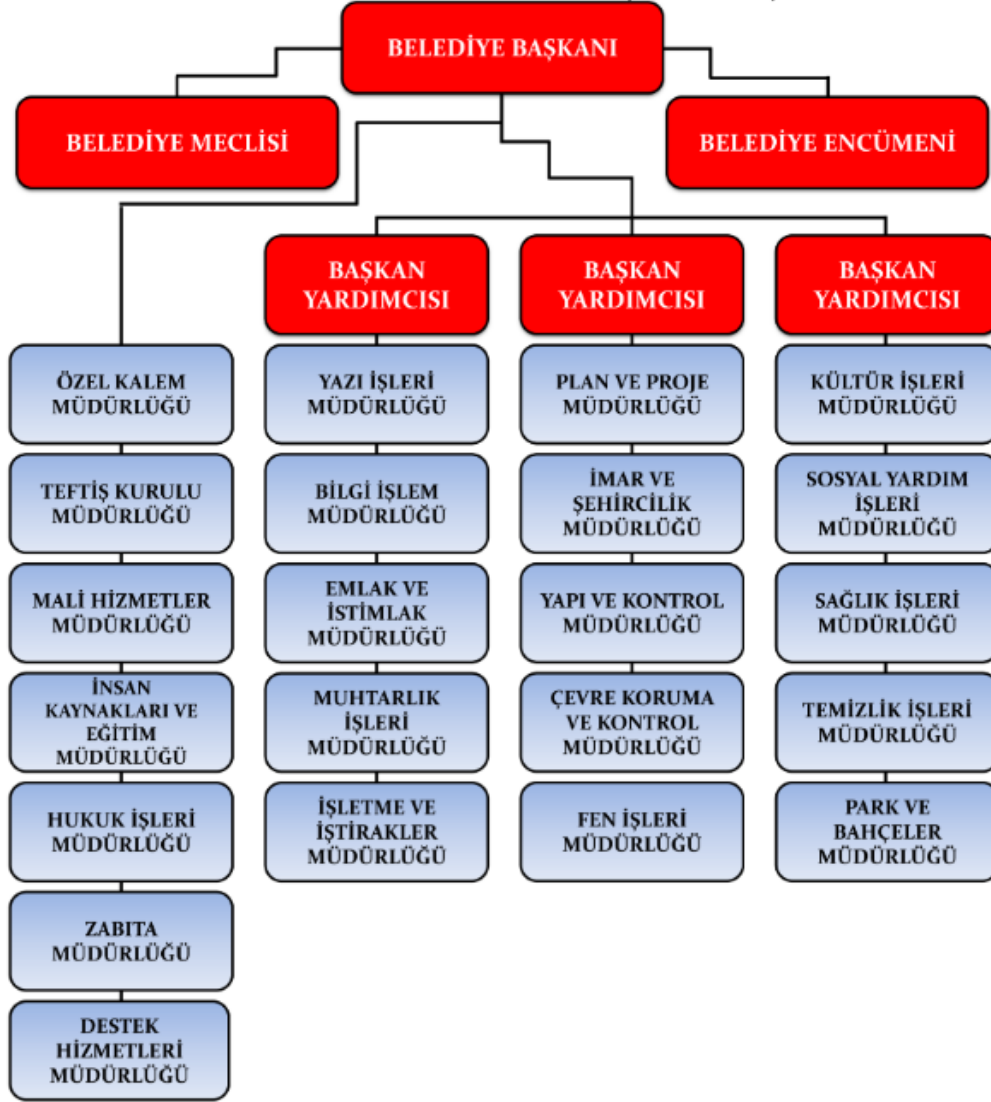 BELEDİYE BAŞKANI
BELEDİYE MECLİSİ
BELEDİYE ENCÜMENİ
BAŞKAN
YARDIMCISI
BAŞKAN
YARDIMCISI
BAŞKAN
YARDIMCISI
ÖZEL KALEM
MÜDÜRLÜĞÜ
TEFTİŞ KURULU
MÜDÜRLÜĞÜ
MALİ HİZMETLER
MÜDÜRLÜĞÜ
İNSAN
KAYNAKLARI VE
EĞİTİM
MÜDÜRLÜĞÜ
HUKUK İŞLERİ
MÜDÜRLÜĞÜ
ZABITA
MÜDÜRLÜĞÜ
DESTEK
HİZMETLERİ
MÜDÜRLÜĞÜ
YAZI İŞLERİ
MÜDÜRLÜĞÜ
BİLGİ İŞLEM
MÜDÜRLÜĞÜ
EMLAK VE
İSTİMLAK
MÜDÜRLÜĞÜ
MUHTARLIK
İŞLERİ
MÜDÜRLÜĞÜ
İŞLETME VE
İŞTİRAKLER
MÜDÜRLÜĞÜ
PLAN VE PROJE
MÜDÜRLÜĞÜ
İMAR VE
ŞEHİRCİLİK
MÜDÜRLÜĞÜ
YAPI VE KONTROL
MÜDÜRLÜĞÜ
ÇEVRE KORUMA
VE KONTROL
MÜDÜRLÜĞÜ
FEN İŞLERİ
MÜDÜRLÜĞÜ
KÜLTÜR İŞLERİ
MÜDÜRLÜĞÜ
SOSYAL YARDIM
İŞLERİ
MÜDÜRLÜĞÜ
SAĞLIK İŞLERİ
MÜDÜRLÜĞÜ
TEMİZLİK İŞLERİ
MÜDÜRLÜĞÜ
PARK VE
BAHÇELER
MÜDÜRLÜĞÜ